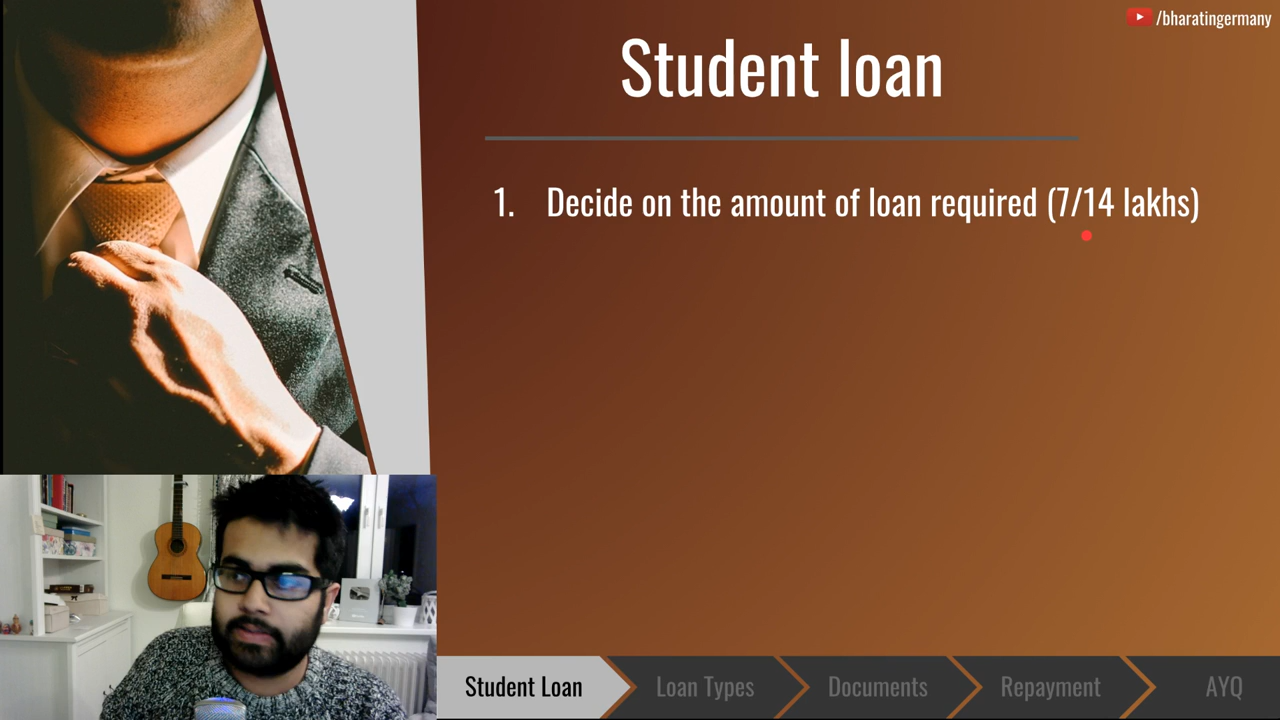 /bharatingermany
Student loan
1. Decide on the amount of loan required (7/14 lakhs)
Student Loan
Loan Types
Documents
Repayment
AYQ